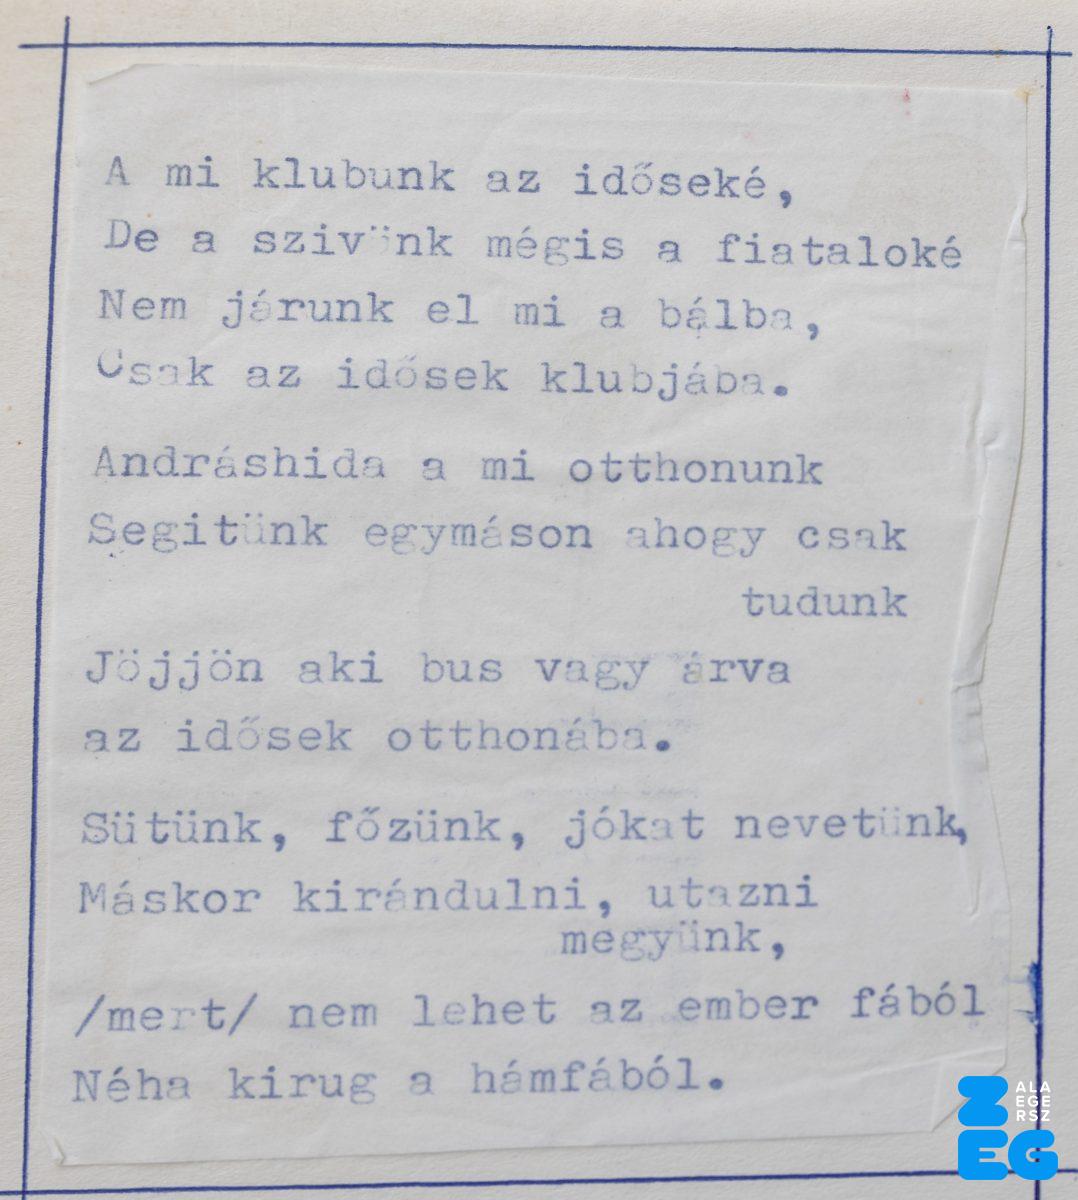 A mi klubunk az időseké,
De a szivünk mégis a fiataloké
Nem járunk el mi a bálba,
Csak az idősek klubjába.
Andráshida a mi otthonunk
Segitünk egymáson ahogy csak
tudunk
Jöjjön aki bus vagy árva
az idősek otthonába.
Sütünk, főzünk, jókat nevetünk,
Máskor kirándulni, utazni
megyünk,
/mert/ nem lehet az ember fából
Néha kirug a hámfából.
Z ALA
EGE
RSZ
EG